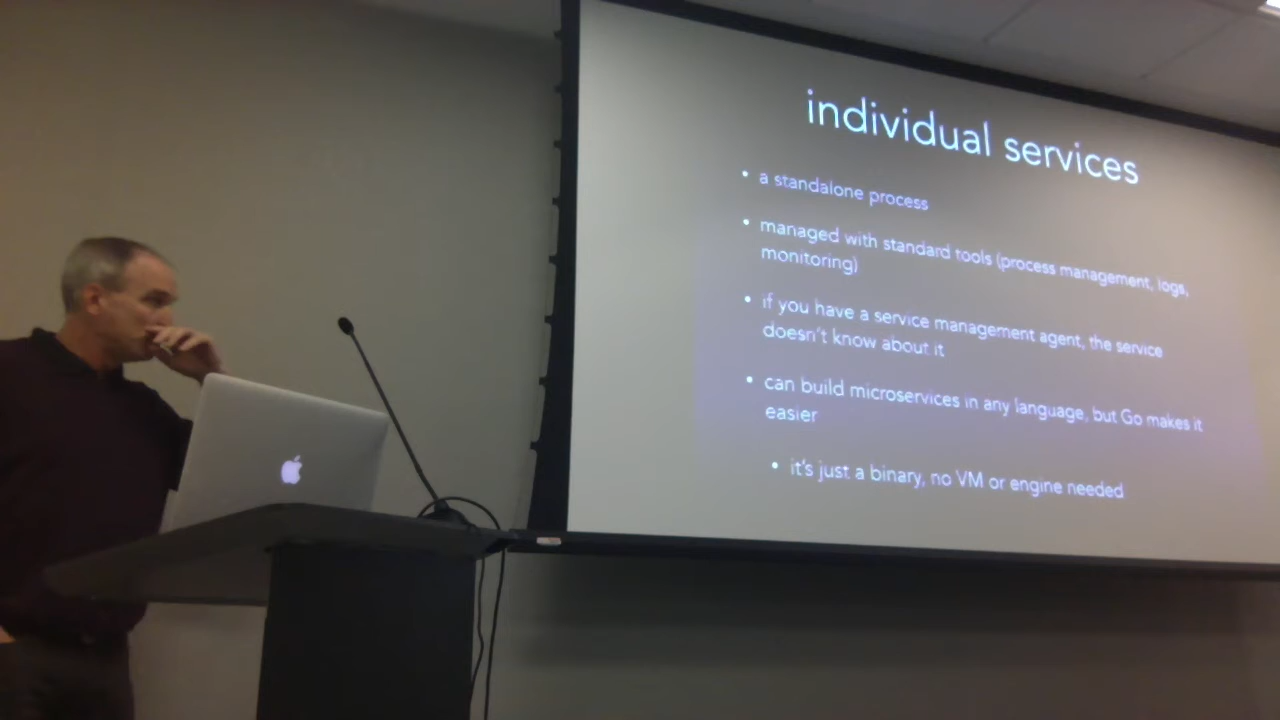 individual services
• a standalone process
• managed with standard tools (process management, logs,
monitoring)
• if you have a service management agent, the service
doesn't know about it
• can build microservices in any language, but Go makes it
easier
• it's just a binary, no VM or engine needed